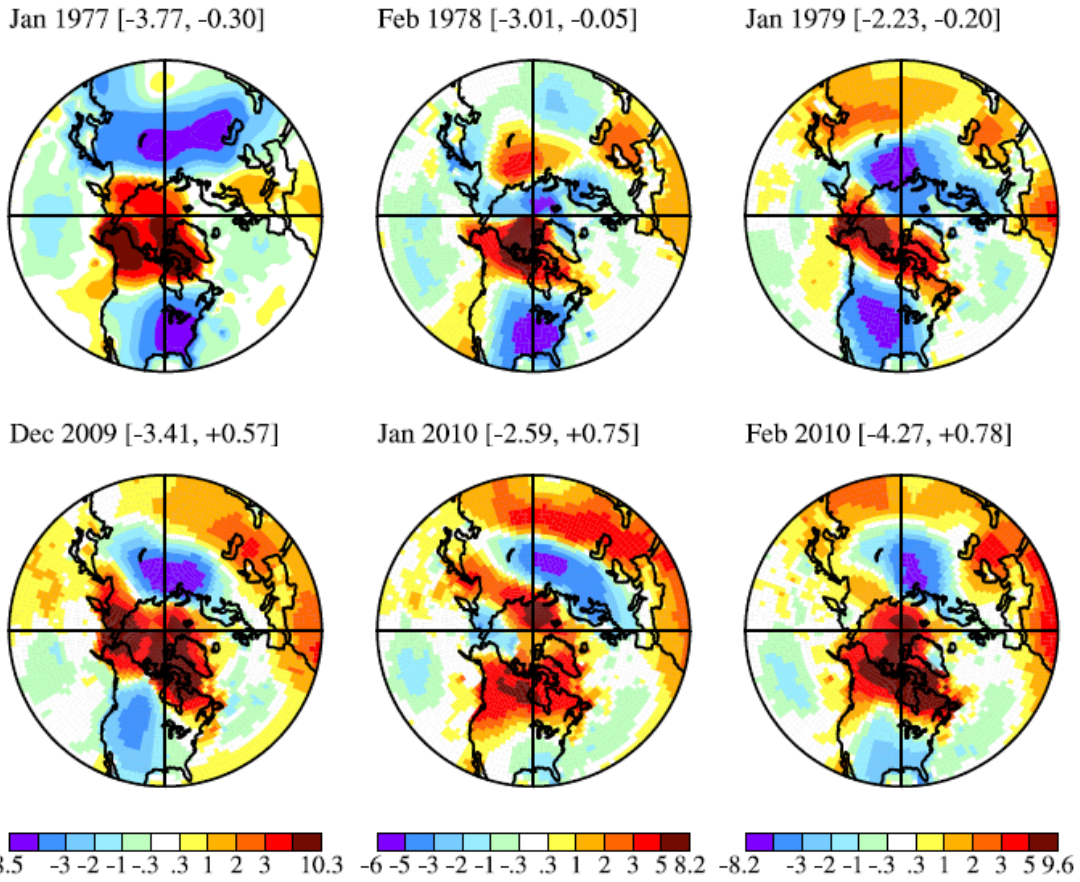 Jan 1977 [-3.77, -0.30]
Feb 1978 [-3.01, -0.05]
Jan 1979 [-2.23, -0.20]
Dec 2009 [-3.41, +0.57]
Jan 2010 [-2.59, +0.75]
Feb 2010 [-4.27, +0.78]
-3 -2 -1 -.3 .3 1 2 3 5 10.3
-6 -5 -3 -2 -1 -.3 .3 1 2 3 5 8.2
-8.2 -3 -2 -1 -.3 .3 1 2 3 5 9.6